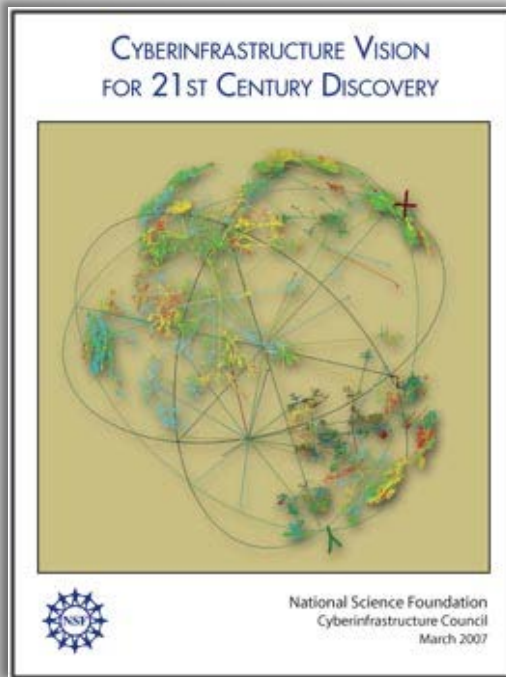 CYBERINFRASTRUCTURE VISION
FOR 21ST CENTURY DISCOVERY
NSF
National Science Foundation
Cyberinfrastructure Council
March 2007